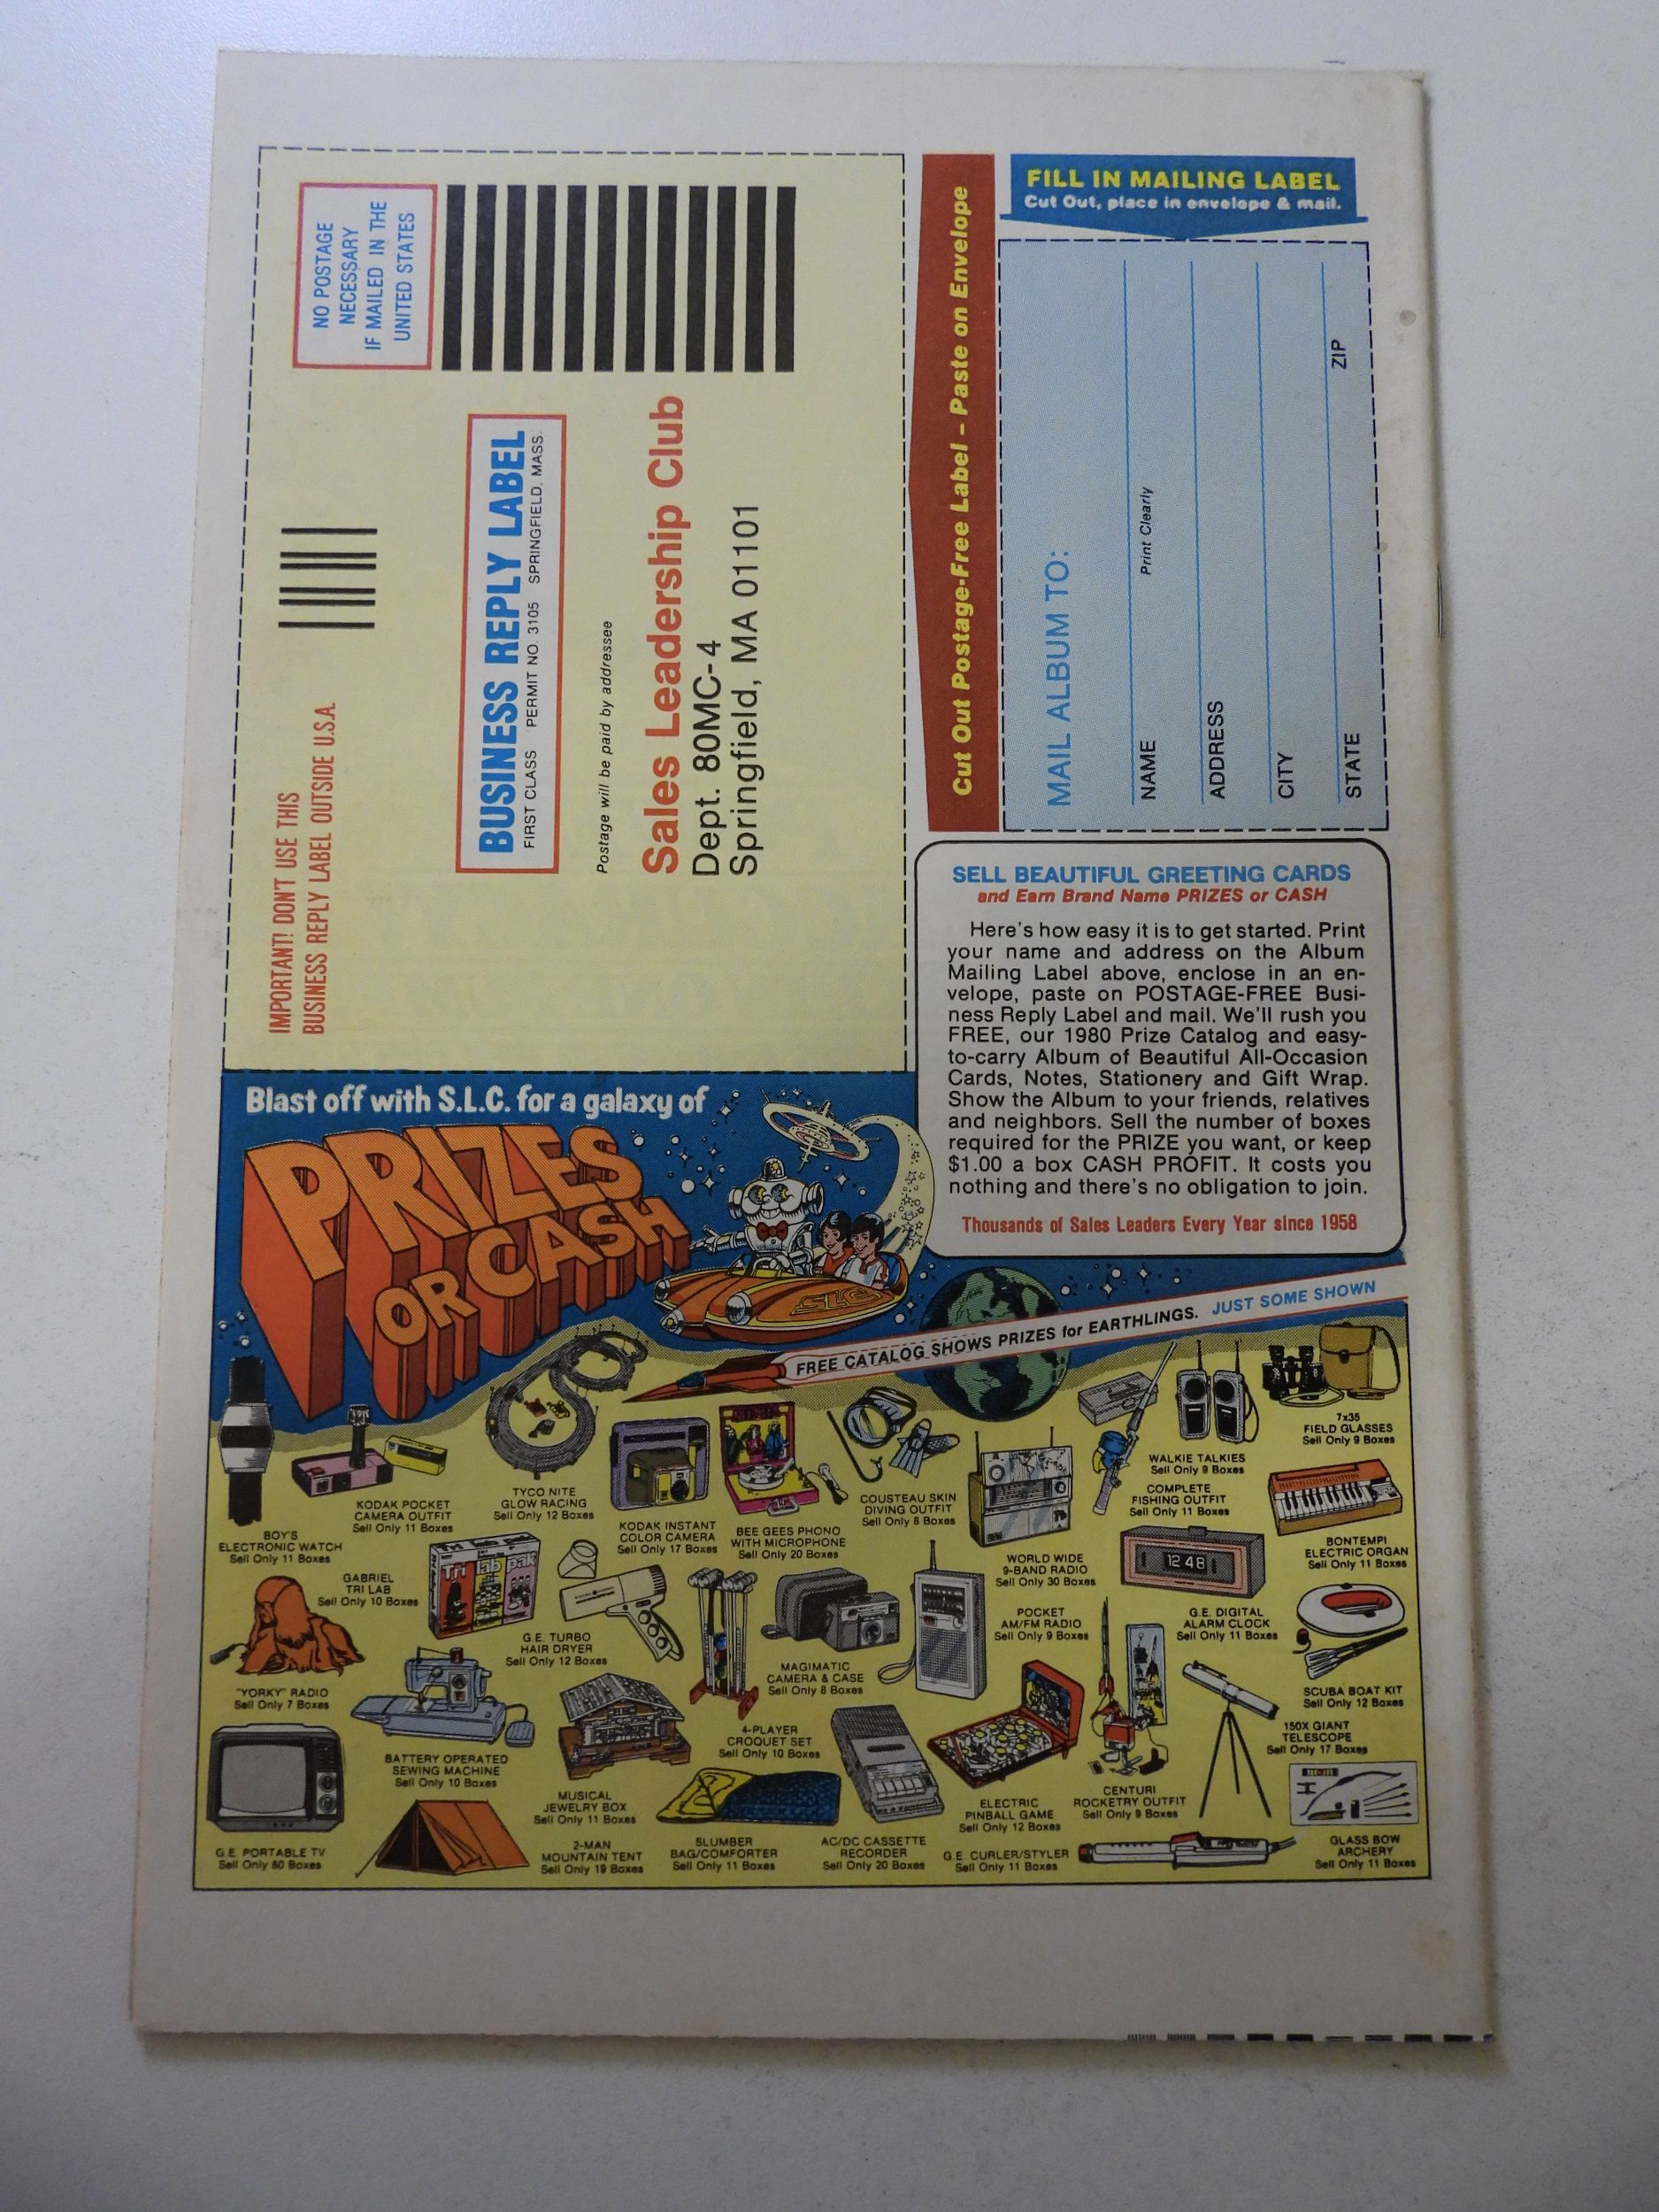 NO POSTAGE
NECESSARY
IF MAILED IN THE
UNITED STATES
IMPORTANT! DON'T USE THIS
BUSINESS REPLY LABEL OUTSIDE U.S.A.
BUSINESS REPLY LABEL
FIRST CLASS PERMIT NO. 3105 SPRINGFIELD, MASS.
Postage will be paid by addressee
Sales Leadership Club
Dept. 80MC-4
Springfield, MA 01101
Cut Out Postage-Free Label – Paste on Envelope
FILL IN MAILING LABEL
Cut Out, place in envelope & mail.
MAIL ALBUM TO:
NAME
Print Clearly
ADDRESS
CITY
STATE ZIP
SELL BEAUTIFUL GREETING CARDS
and Earn Brand Name PRIZES or CASH
Here's how easy it is to get started. Print
your name and address on the Album
Mailing Label above, enclose in an en-
velope, paste on POSTAGE-FREE Busi-
ness Reply Label and mail. We'll rush you
FREE, our 1980 Prize Catalog and easy-
to-carry Album of Beautiful All-Occasion
Cards, Notes, Stationery and Gift Wrap.
Show the Album to your friends, relatives
and neighbors. Sell the number of boxes
required for the PRIZE you want, or keep
$1.00 a box CASH PROFIT. It costs you
nothing and there's no obligation to join.
Thousands of Sales Leaders Every Year since 1958
Blast off with S.L.C. for a galaxy of
PRIZES
OR CASH
SLC
FREE CATALOG SHOWS PRIZES for EARTHLINGS. JUST SOME SHOWN
BOY'S
ELECTRONIC WATCH
Sell Only 11 Boxes
KODAK POCKET
CAMERA OUTFIT
Sell Only 11 Boxes
TYCO NITE
GLOW RACING
Sell Only 12 Boxes
KODAK INSTANT
COLOR CAMERA
Sell Only 17 Boxes
BEE GEES PHONO
WITH MICROPHONE
Sell Only 20 Boxes
COUSTEAU SKIN
DIVING OUTFIT
Sell Only 8 Boxes
WORLD WIDE
9-BAND RADIO
Sell Only 30 Boxes
COMPLETE
FISHING OUTFIT
Sell Only 11 Boxes
WALKIE TALKIES
Sell Only 9 Boxes
7x35
FIELD GLASSES
Sell Only 9 Boxes
BONTEMPI
ELECTRIC ORGAN
Sell Only 11 Boxes
GABRIEL
TRI LAB
Sell Only 10 Boxes
Tri lab pak
G.E. TURBO
HAIR DRYER
Sell Only 12 Boxes
MAGIMATIC
CAMERA & CASE
Sell Only 8 Boxes
POCKET
AM/FM RADIO
Sell Only 9 Boxes
12 48
G.E. DIGITAL
ALARM CLOCK
Sell Only 11 Boxes
SCUBA BOAT KIT
Sell Only 12 Boxes
"YORKY" RADIO
Sell Only 7 Boxes
BATTERY OPERATED
SEWING MACHINE
Sell Only 10 Boxes
MUSICAL
JEWELRY BOX
Sell Only 11 Boxes
4-PLAYER
CROQUET SET
Sell Only 10 Boxes
ELECTRIC
PINBALL GAME
Sell Only 12 Boxes
CENTURI
ROCKETRY OUTFIT
Sell Only 9 Boxes
150X GIANT
TELESCOPE
Sell Only 17 Boxes
G.E. PORTABLE TV
Sell Only 80 Boxes
2-MAN
MOUNTAIN TENT
Sell Only 19 Boxes
SLUMBER
BAG/COMFORTER
Sell Only 11 Boxes
AC/DC CASSETTE
RECORDER
Sell Only 20 Boxes
G.E. CURLER/STYLER
Sell Only 11 Boxes
GLASS BOW
ARCHERY
Sell Only 11 Boxes